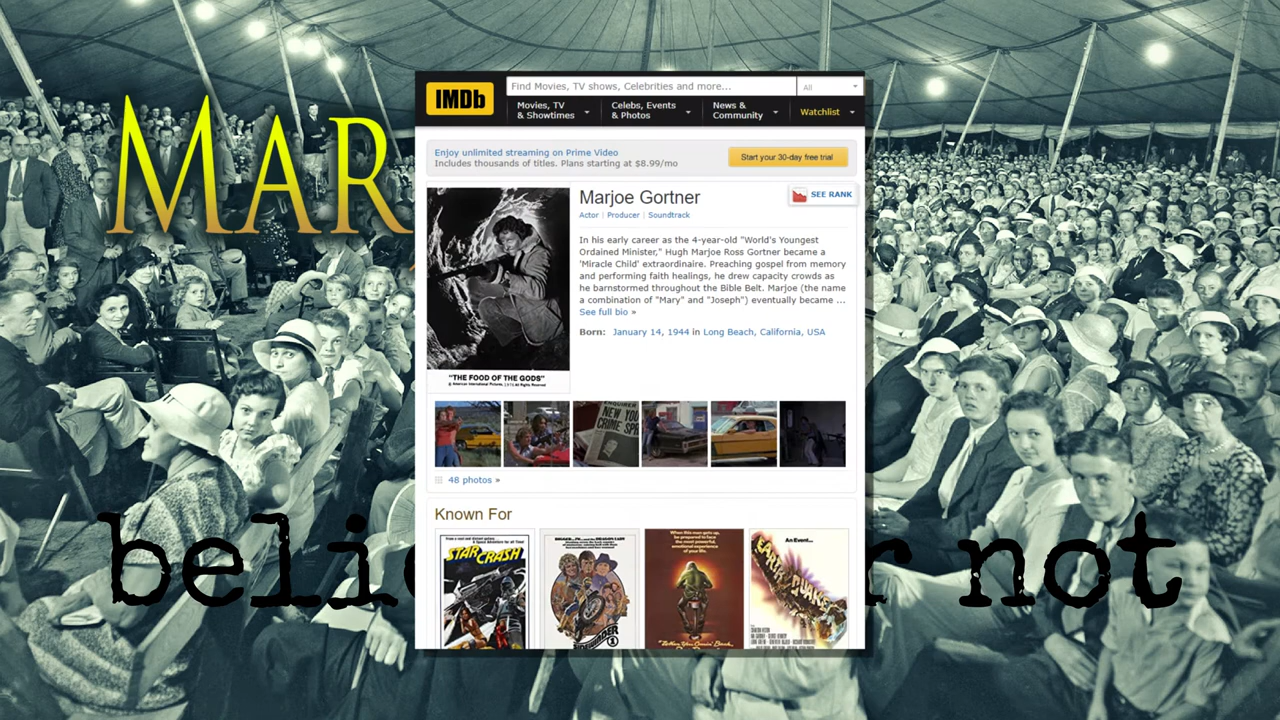 MAR
IMDb
Find Movies, TV shows, Celebrities and more...
All
Movies, TV
& Showtimes
Celebs, Events
& Photos
News &
Community
Watchlist
Enjoy unlimited streaming on Prime Video
Includes thousands of titles. Plans starting at $8.99/mo
Start your 30-day free trial
Marjoe Gortner
SEE RANK
Actor | Producer | Soundtrack
In his early career as the 4-year-old "World's Youngest
Ordained Minister," Hugh Marjoe Ross Gortner became a
'Miracle Child' extraordinaire. Preaching gospel from memory
and performing faith healings, he drew capacity crowds as
he barnstormed throughout the Bible Belt. Marjoe (the name
a combination of "Mary" and "Joseph") eventually became ...
See full bio »
Born: January 14, 1944 in Long Beach, California, USA
"THE FOOD OF THE GODS"
48 photos »
Known For
STAR CRASH
An Event...
EARTHQUAKE
beli
r not